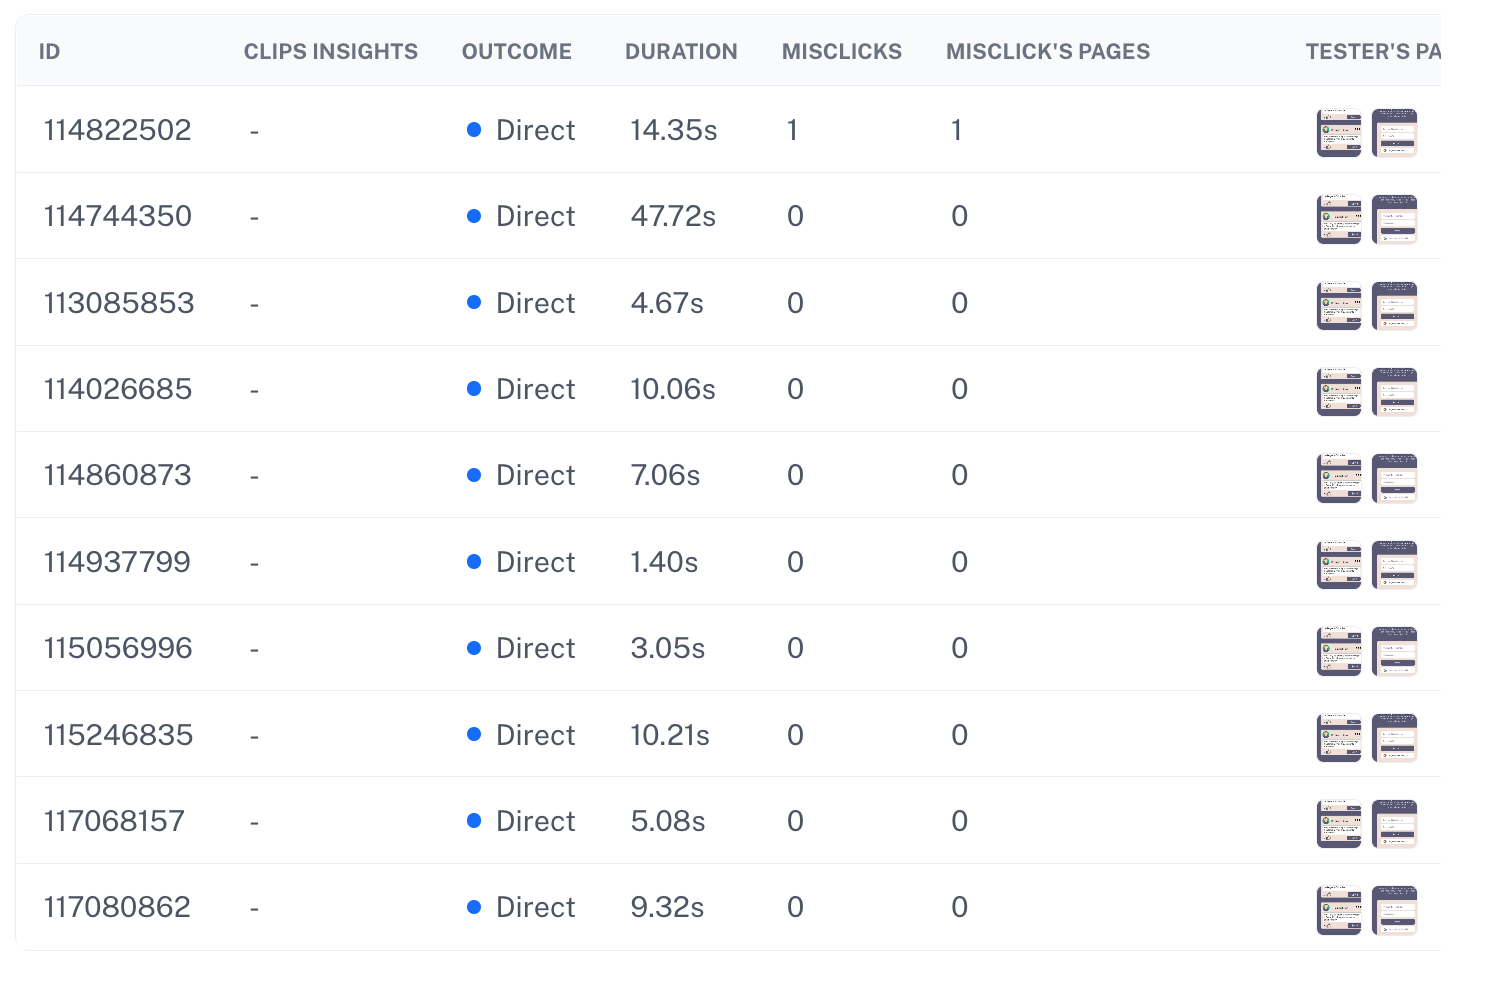 ID CLIPS INSIGHTS OUTCOME DURATION MISCLICKS MISCLICK'S PAGES TESTER'S PA
114822502 - Direct 14.35s 1 1
114744350 - Direct 47.72s 0 0
113085853 - Direct 4.67s 0 0
114026685 - Direct 10.06s 0 0
114860873 - Direct 7.06s 0 0
114937799 - Direct 1.40s 0 0
115056996 - Direct 3.05s 0 0
115246835 - Direct 10.21s 0 0
117068157 - Direct 5.08s 0 0
117080862 - Direct 9.32s 0 0